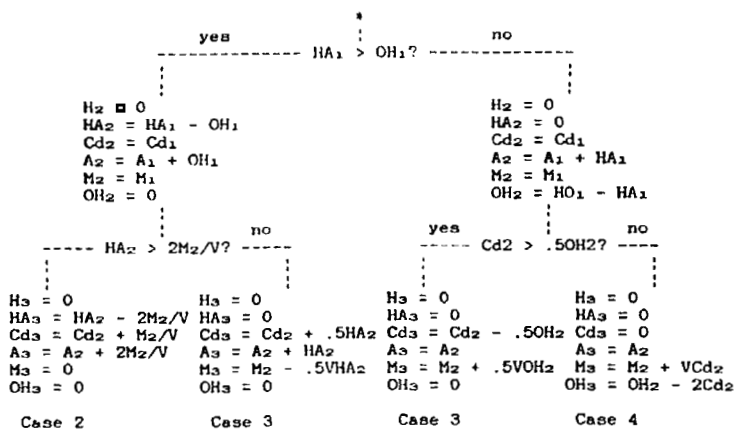 *
yes no
HA₁ > OH₁?
H₂ = 0
HA₂ = HA₁ - OH₁
Cd₂ = Cd₁
A₂ = A₁ + OH₁
M₂ = M₁
OH₂ = 0
H₂ = 0
HA₂ = 0
Cd₂ = Cd₁
A₂ = A₁ + HA₁
M₂ = M₁
OH₂ = HO₁ - HA₁
HA₂ > 2M₂/V? no
yes Cd2 > .5OH2? no
H₃ = 0
HA₃ = HA₂ - 2M₂/V
Cd₃ = Cd₂ + M₂/V
A₃ = A₂ + 2M₂/V
M₃ = 0
OH₃ = 0
Case 2
H₃ = 0
HA₃ = 0
Cd₃ = Cd₂ + .5HA₂
A₃ = A₂ + HA₂
M₃ = M₂ - .5VHA₂
OH₃ = 0
Case 3
H₃ = 0
HA₃ = 0
Cd₃ = Cd₂ - .5OH₂
A₃ = A₂
M₃ = M₂ + .5VOH₂
OH₃ = 0
Case 3
H₃ = 0
HA₃ = 0
Cd₃ = 0
A₃ = A₂
M₃ = M₂ + VCd₂
OH₃ = OH₂ - 2Cd₂
Case 4